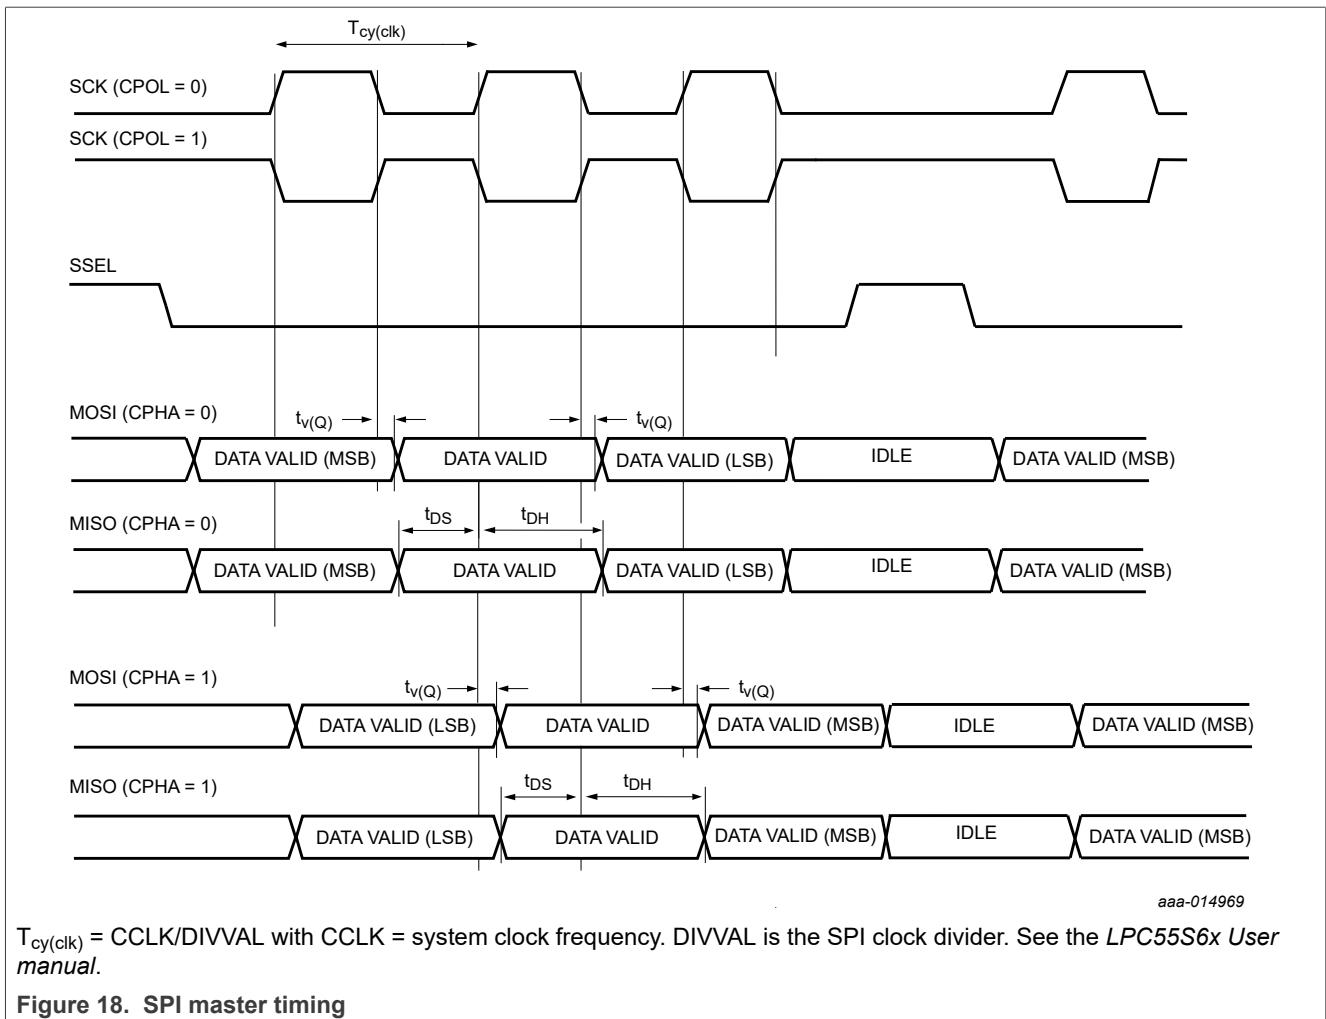 Tcy(clk)
SCK (CPOL = 0)
SCK (CPOL = 1)
SSEL
MOSI (CPHA = 0) tv(Q) tv(Q)
DATA VALID (MSB) DATA VALID DATA VALID (LSB) IDLE DATA VALID (MSB)
MISO (CPHA = 0) tDS tDH
DATA VALID (MSB) DATA VALID DATA VALID (LSB) IDLE DATA VALID (MSB)
MOSI (CPHA = 1) tv(Q) tv(Q)
DATA VALID (LSB) DATA VALID DATA VALID (MSB) IDLE DATA VALID (MSB)
MISO (CPHA = 1) tDS tDH
DATA VALID (LSB) DATA VALID DATA VALID (MSB) IDLE DATA VALID (MSB)
aaa-014969
Tcy(clk) = CCLK/DIVVAL with CCLK = system clock frequency. DIVVAL is the SPI clock divider. See the LPC55S6x User
manual.
Figure 18. SPI master timing